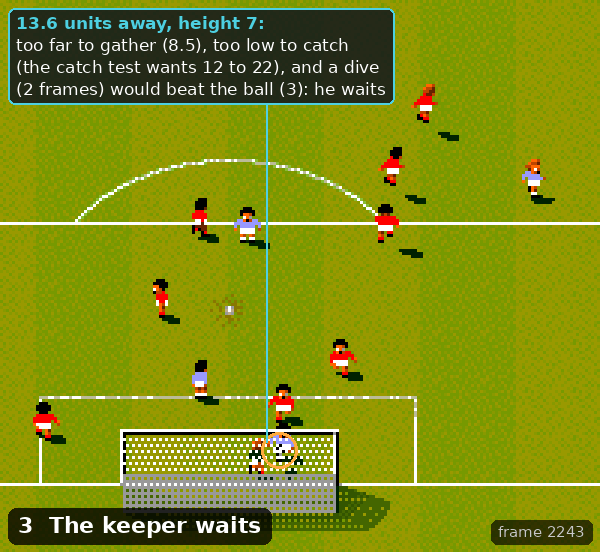 13.6 units away, height 7:
too far to gather (8.5), too low to catch
(the catch test wants 12 to 22), and a dive
(2 frames) would beat the ball (3): he waits
3 The keeper waits
frame 2243